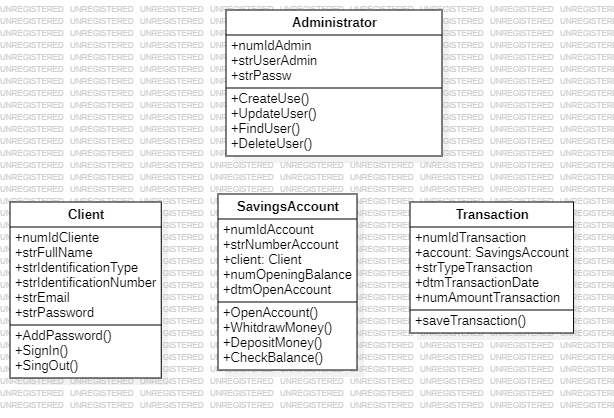 Administrator
+numIdAdmin
+strUserAdmin
+strPassw
+CreateUse()
+UpdateUser()
+FindUser()
+DeleteUser()
Client
+numIdCliente
+strFullName
+strIdentificationType
+strIdentificationNumber
+strEmail
+strPassword
+AddPassword()
+SignIn()
+SingOut()
SavingsAccount
+numIdAccount
+strNumberAccount
+client: Client
+numOpeningBalance
+dtmOpenAccount
+OpenAccount()
+WhitdrawMoney()
+DepositMoney()
+CheckBalance()
Transaction
+numIdTransaction
+account: SavingsAccount
+strTypeTransaction
+dtmTransactionDate
+numAmountTransaction
+saveTransaction()
UNREGISTERED